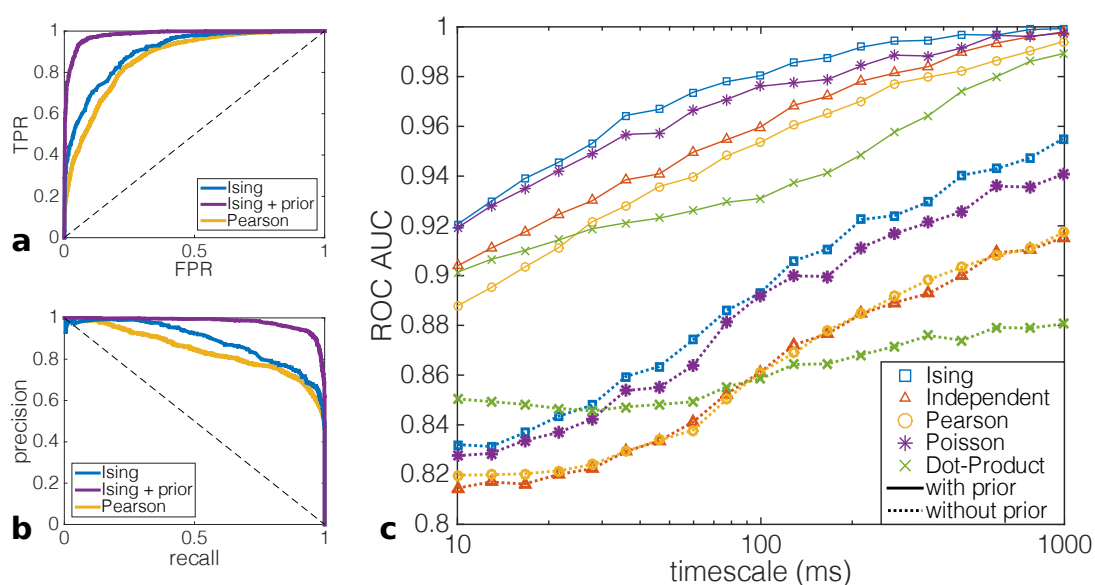 a
1
0.8
0.6
0.4
0.2
0
TPR
0
0.5
1
FPR
Ising
Ising + prior
Pearson
b
1
0.8
0.6
0.4
0.2
0
precision
0
0.5
1
recall
Ising
Ising + prior
Pearson
c
1
0.98
0.96
0.94
0.92
0.9
0.88
0.86
0.84
0.82
0.8
ROC AUC
10
100
1000
timescale (ms)
Ising
Independent
Pearson
Poisson
Dot-Product
with prior
without prior